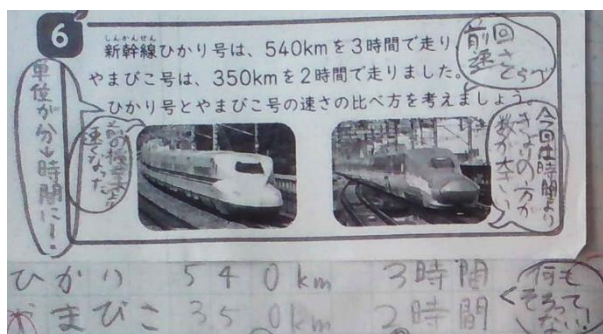 6
しんかんせん
新幹線ひかり号は、540kmを3時間で走り
やまびこ号は、350kmを2時間で走りました。
ひかり号とやまびこ号の速さの比べ方を考えましょう。
前回
速さくらべ
単位が分→時間に!
前の検
速くなった
今回は時間より
きょりの方が
数が大きい
ひかり 540km 3時間
やまびこ 350km 2時間
何も
そろって
ない!